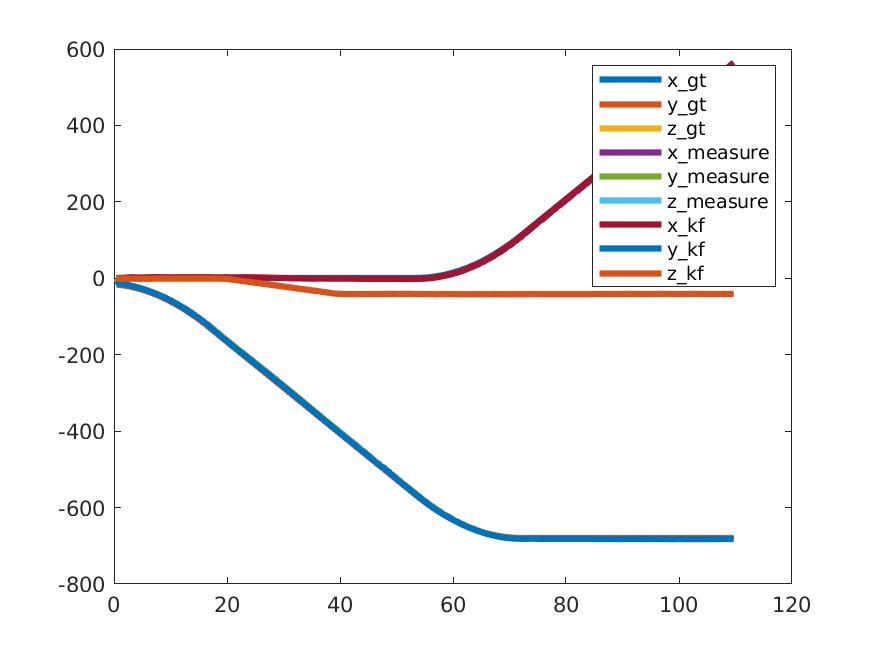 600
400
200
0
-200
-400
-600
-800
0 20 40 60 80 100 120
x_gt
y_gt
z_gt
x_measure
y_measure
z_measure
x_kf
y_kf
z_kf